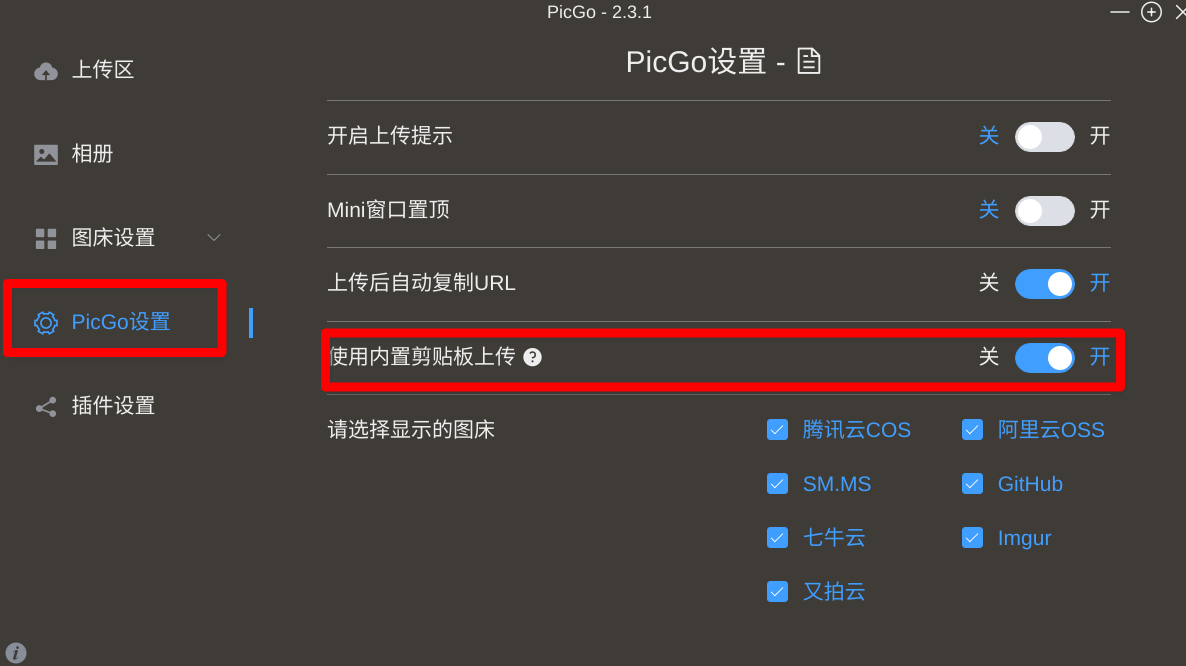 PicGo - 2.3.1
上传区
相册
图床设置
PicGo设置
插件设置
PicGo设置 -
开启上传提示 关 开
Mini窗口置顶 关 开
上传后自动复制URL 关 开
使用内置剪贴板上传 ? 关 开
请选择显示的图床 腾讯云COS 阿里云OSS
SM.MS GitHub
七牛云 Imgur
又拍云